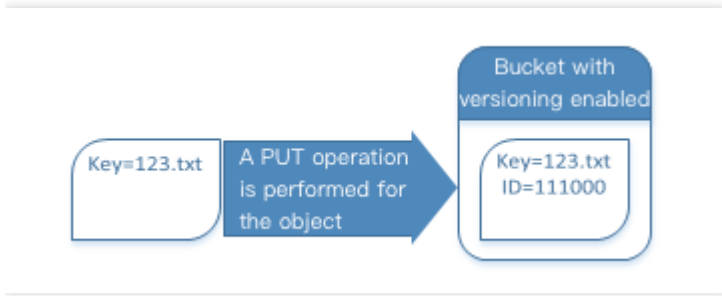 Key=123.txt
A PUT operation
is performed for
the object
Bucket with
versioning enabled
Key=123.txt
ID=111000